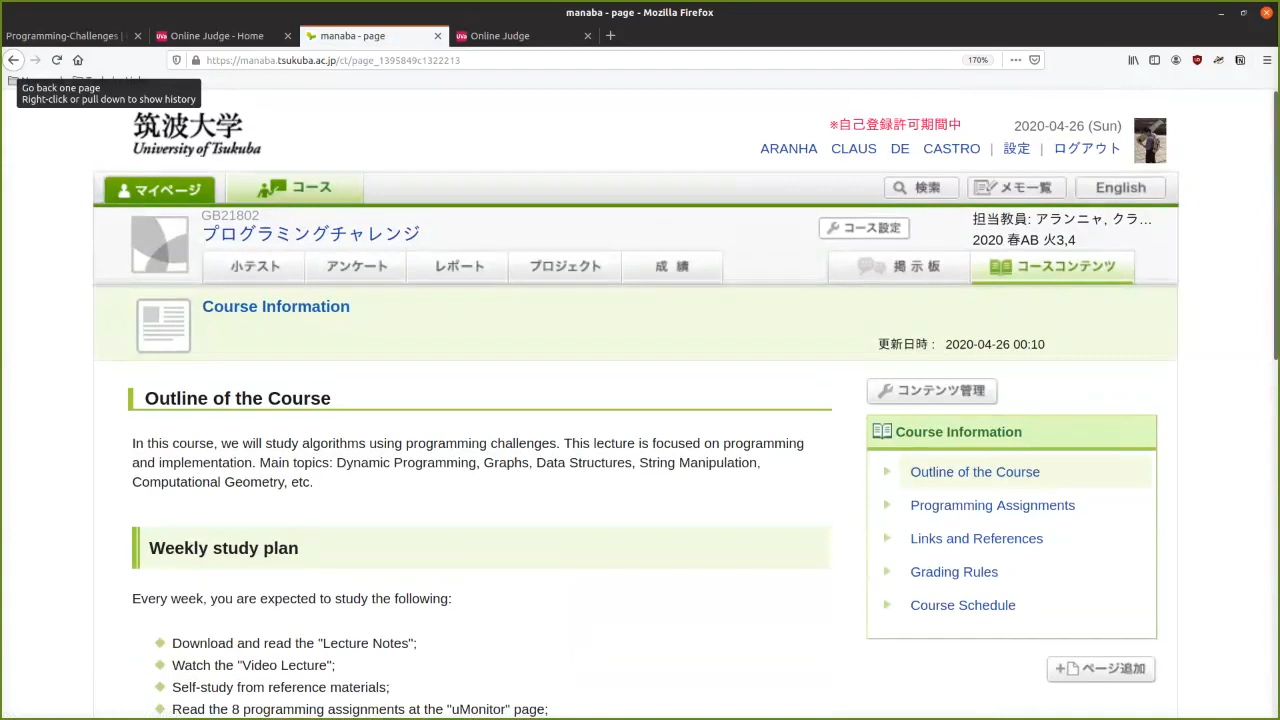 manaba - page - Mozilla Firefox
Programming-Challenges |
Online Judge - Home
manaba - page
Online Judge
https://manaba.tsukuba.ac.jp/ct/page_1395849c1322213
170%
Go back one page
Right-click or pull down to show history
筑波大学
University of Tsukuba
※自己登録許可期間中
2020-04-26 (Sun)
ARANHA CLAUS DE CASTRO | 設定 | ログアウト
マイページ
コース
検索
メモ一覧
English
GB21802
プログラミングチャレンジ
コース設定
担当教員: アランニャ, クラ...
2020 春AB 火3,4
小テスト
アンケート
レポート
プロジェクト
成績
掲示板
コースコンテンツ
Course Information
更新日時： 2020-04-26 00:10
Outline of the Course
In this course, we will study algorithms using programming challenges. This lecture is focused on programming
and implementation. Main topics: Dynamic Programming, Graphs, Data Structures, String Manipulation,
Computational Geometry, etc.
Weekly study plan
Every week, you are expected to study the following:
Download and read the "Lecture Notes";
Watch the "Video Lecture";
Self-study from reference materials;
Read the 8 programming assignments at the "uMonitor" page;
コンテンツ管理
Course Information
Outline of the Course
Programming Assignments
Links and References
Grading Rules
Course Schedule
ページ追加